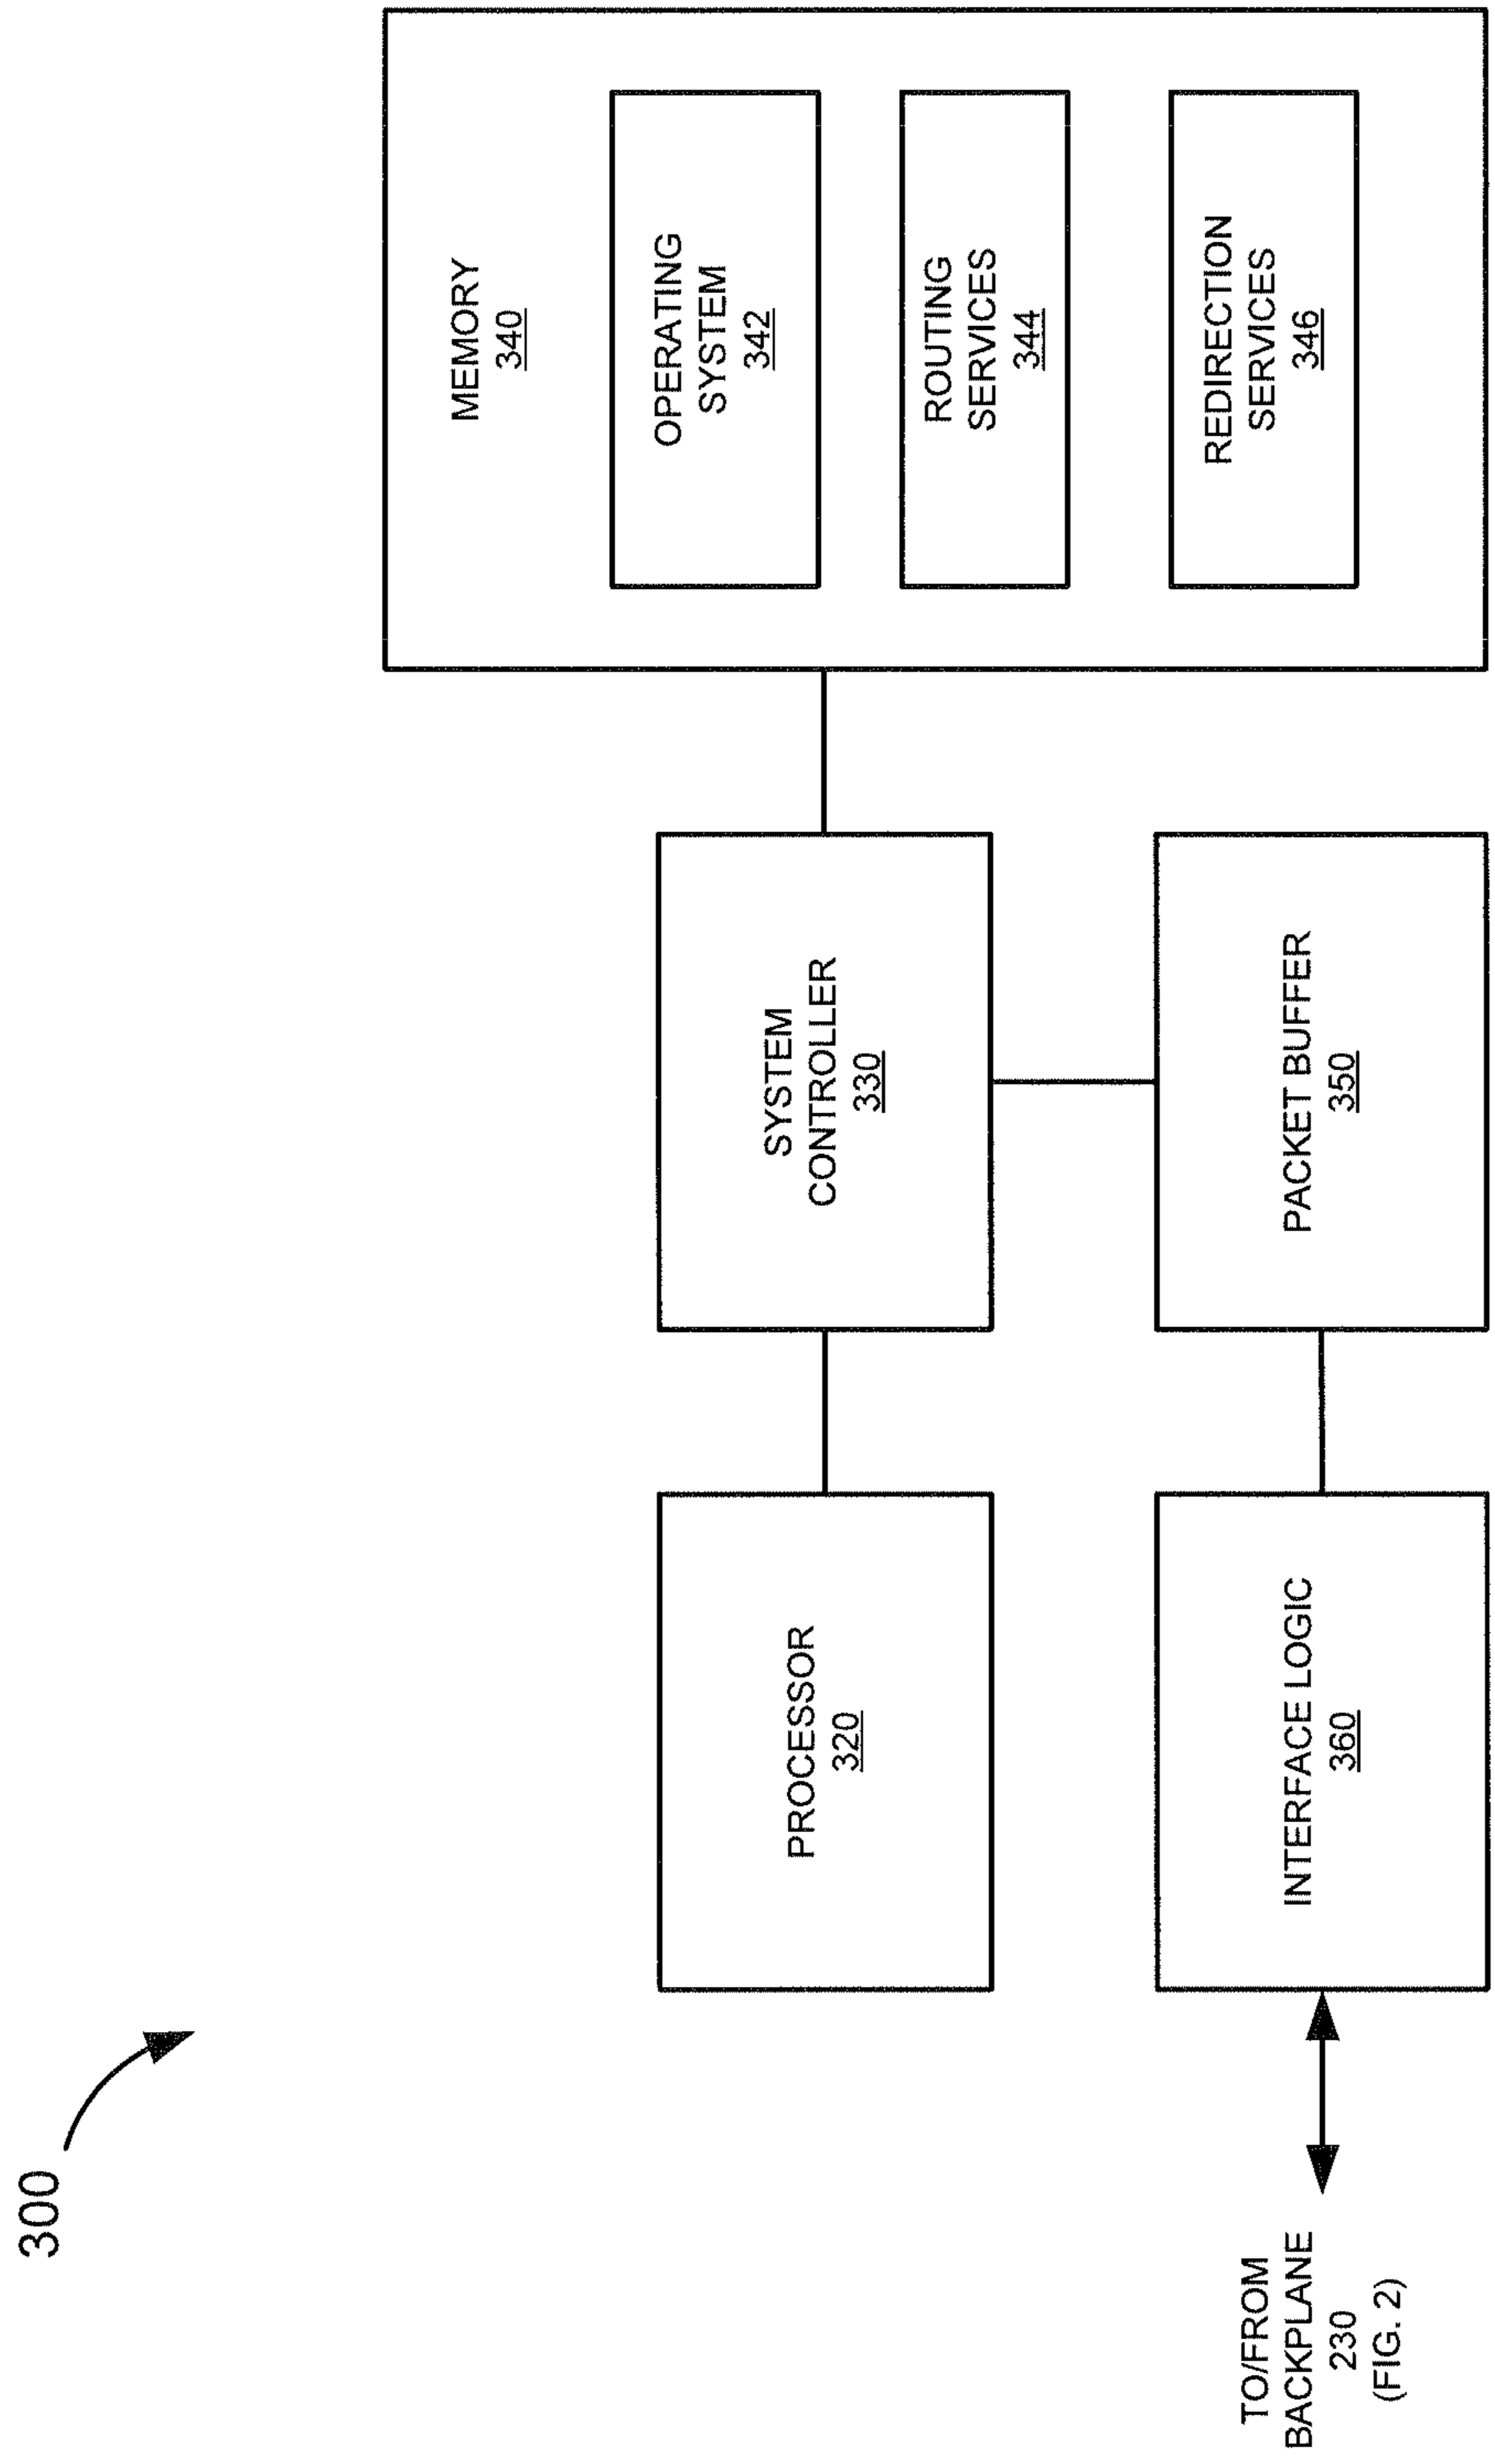 300
PROCESSOR
320
SYSTEM
CONTROLLER
330
MEMORY
340
OPERATING
SYSTEM
342
ROUTING
SERVICES
344
REDIRECTION
SERVICES
346
TO/FROM
BACKPLANE
230
(FIG. 2)
INTERFACE LOGIC
360
PACKET BUFFER
350